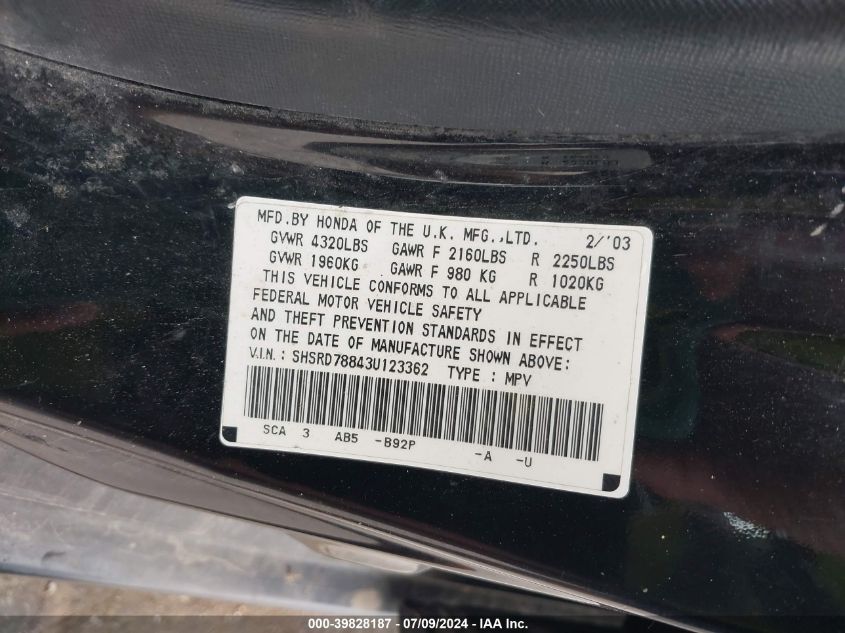 MFD.BY HONDA OF THE U.K. MFG.,LTD. 2/'03
GVWR 4320LBS GAWR F 2160LBS R 2250LBS
GVWR 1960KG GAWR F 980 KG R 1020KG
THIS VEHICLE CONFORMS TO ALL APPLICABLE
FEDERAL MOTOR VEHICLE SAFETY
AND THEFT PREVENTION STANDARDS IN EFFECT
ON THE DATE OF MANUFACTURE SHOWN ABOVE:
V.I.N.: SHSRD78843U123362 TYPE : MPV
SCA 3 AB5 -B92P -A -U
000-39828187 - 07/09/2024 - IAA Inc.